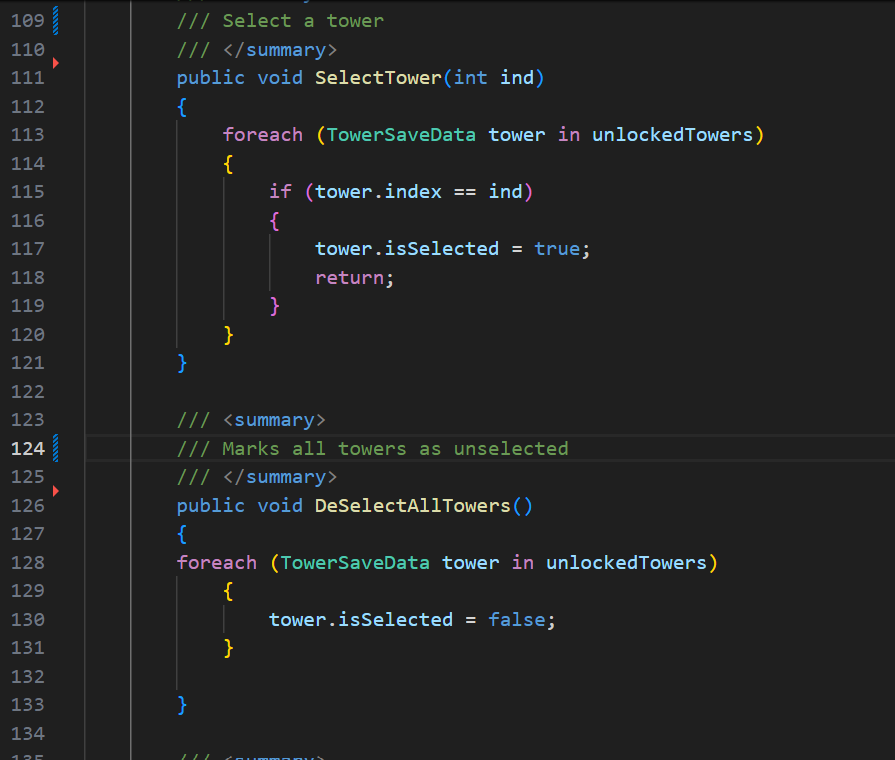 109 /// Select a tower
110 /// </summary>
111 public void SelectTower(int ind)
112 {
113 foreach (TowerSaveData tower in unlockedTowers)
114 {
115 if (tower.index == ind)
116 {
117 tower.isSelected = true;
118 return;
119 }
120 }
121 }
122
123 /// <summary>
124 /// Marks all towers as unselected
125 /// </summary>
126 public void DeSelectAllTowers()
127 {
128 foreach (TowerSaveData tower in unlockedTowers)
129 {
130 tower.isSelected = false;
131 }
132
133 }
134
135 /// <summary>